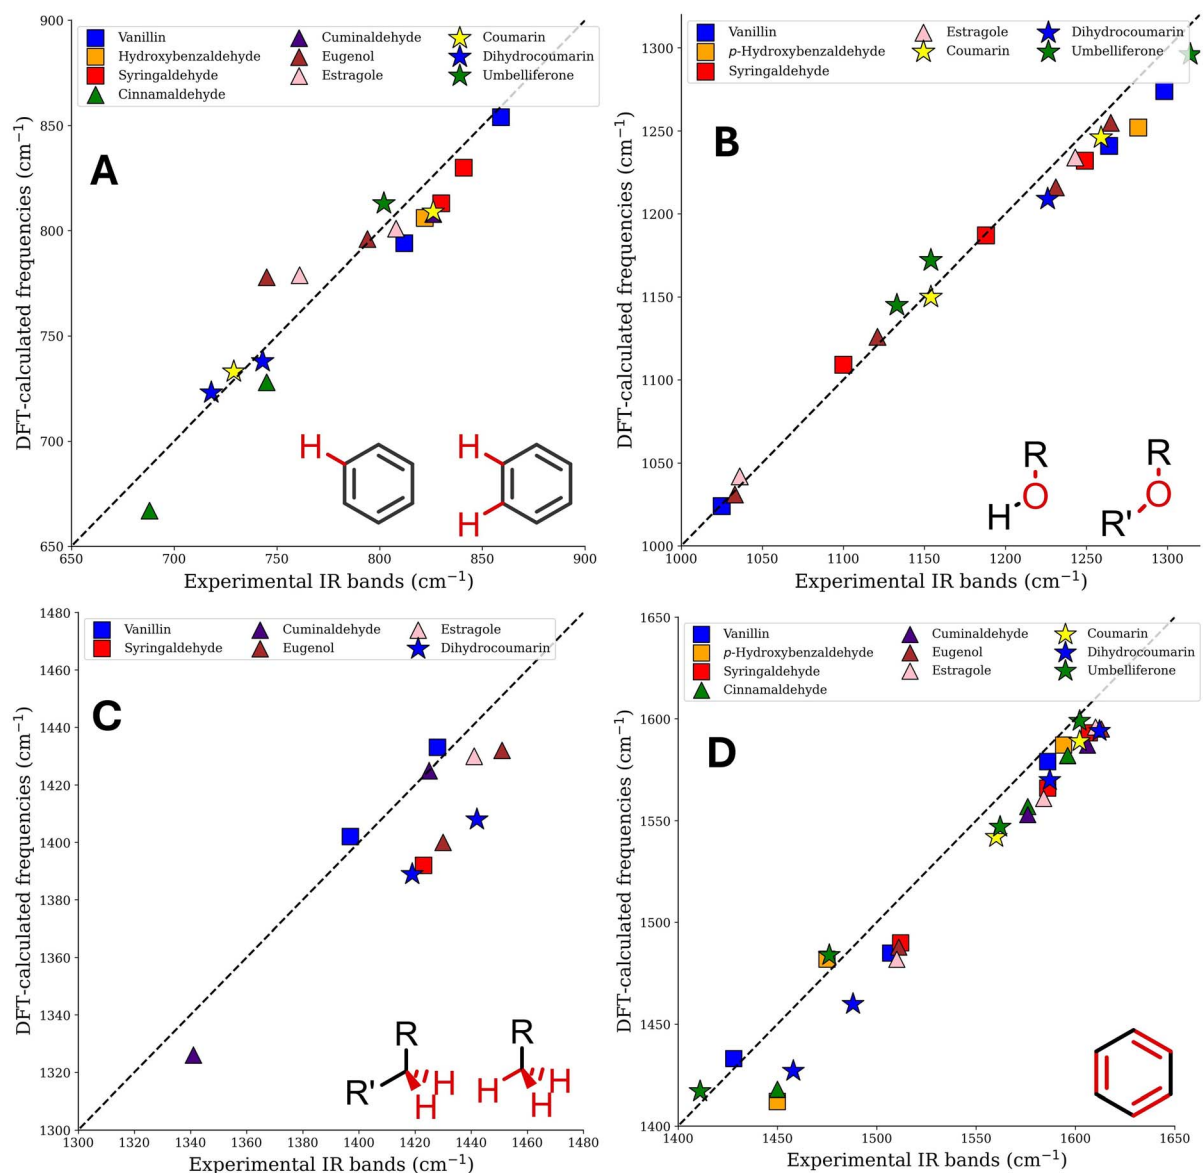 Vanillin
Hydroxybenzaldehyde
Syringaldehyde
Cinnamaldehyde
Cuminaldehyde
Eugenol
Estragole
Coumarin
Dihydrocoumarin
Umbelliferone
A
DFT-calculated frequencies (cm⁻¹)
900
850
800
750
700
650
H
H
H
650 700 750 800 850 900
Experimental IR bands (cm⁻¹)
Vanillin
p-Hydroxybenzaldehyde
Syringaldehyde
Estragole
Coumarin
Dihydrocoumarin
Umbelliferone
B
DFT-calculated frequencies (cm⁻¹)
1300
1250
1200
1150
1100
1050
1000
R
O
H
R
O
R'
1000 1050 1100 1150 1200 1250 1300
Experimental IR bands (cm⁻¹)
Vanillin
Syringaldehyde
Cuminaldehyde
Eugenol
Estragole
Dihydrocoumarin
C
DFT-calculated frequencies (cm⁻¹)
1480
1460
1440
1420
1400
1380
1360
1340
1320
1300
R
R'
H
H
R
H
H
H
1300 1320 1340 1360 1380 1400 1420 1440 1460 1480
Experimental IR bands (cm⁻¹)
Vanillin
p-Hydroxybenzaldehyde
Syringaldehyde
Cinnamaldehyde
Cuminaldehyde
Eugenol
Estragole
Coumarin
Dihydrocoumarin
Umbelliferone
D
DFT-calculated frequencies (cm⁻¹)
1650
1600
1550
1500
1450
1400
1400 1450 1500 1550 1600 1650
Experimental IR bands (cm⁻¹)